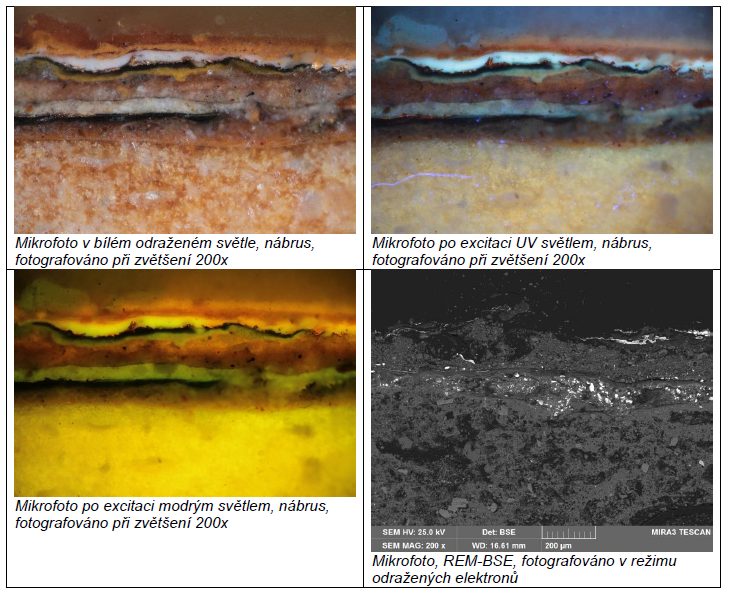 Mikrofoto v bílém odraženém světle, nábrus,
fotografováno při zvětšení 200x
Mikrofoto po excitaci UV světlem, nábrus,
fotografováno při zvětšení 200x
Mikrofoto po excitaci modrým světlem, nábrus,
fotografováno při zvětšení 200x
SEM HV: 25.0 kV Det: BSE MIRA3 TESCAN
SEM MAG: 200 x WD: 16.61 mm 200 µm
Mikrofoto, REM-BSE, fotografováno v režimu
odražených elektronů